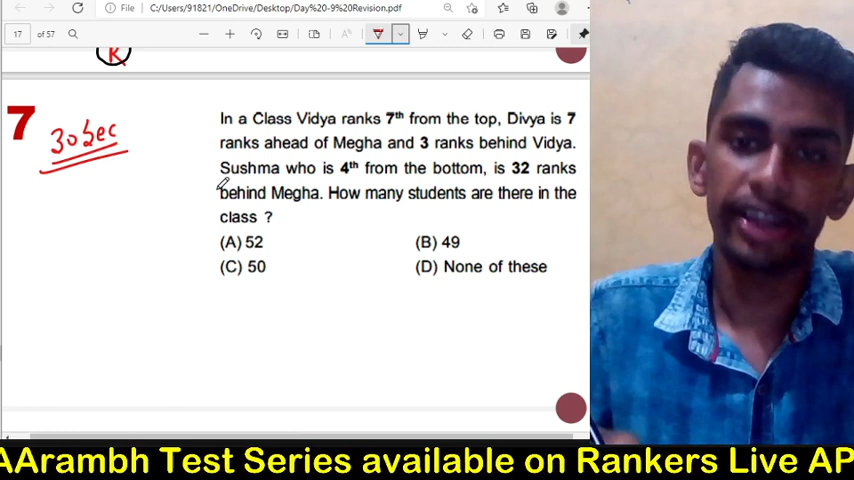 File C:/Users/91821/OneDrive/Desktop/Day%20-9%20Revision.pdf
17 of 57
K
7
30 Sec
In a Class Vidya ranks 7th from the top, Divya is 7
ranks ahead of Megha and 3 ranks behind Vidya.
Sushma who is 4th from the bottom, is 32 ranks
behind Megha. How many students are there in the
class ?
(A) 52 (B) 49
(C) 50 (D) None of these
AArambh Test Series available on Rankers Live AP